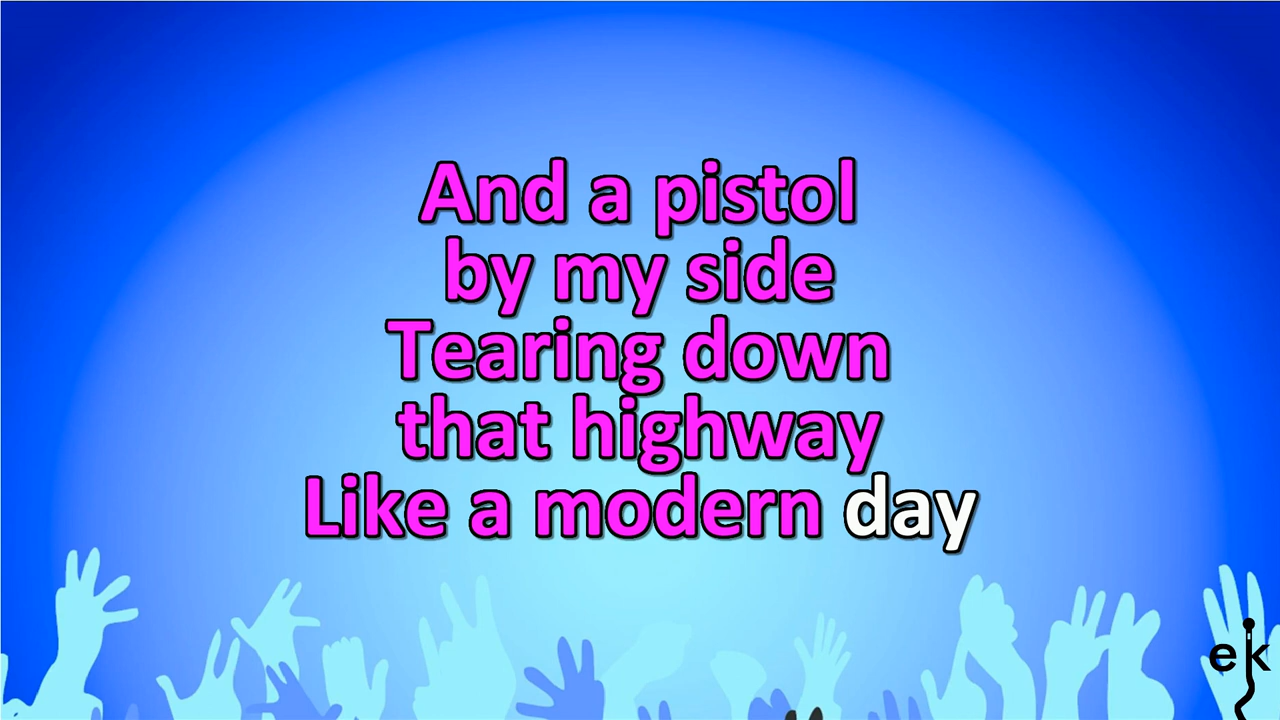 And a pistol
by my side
Tearing down
that highway
Like a modern day
ek